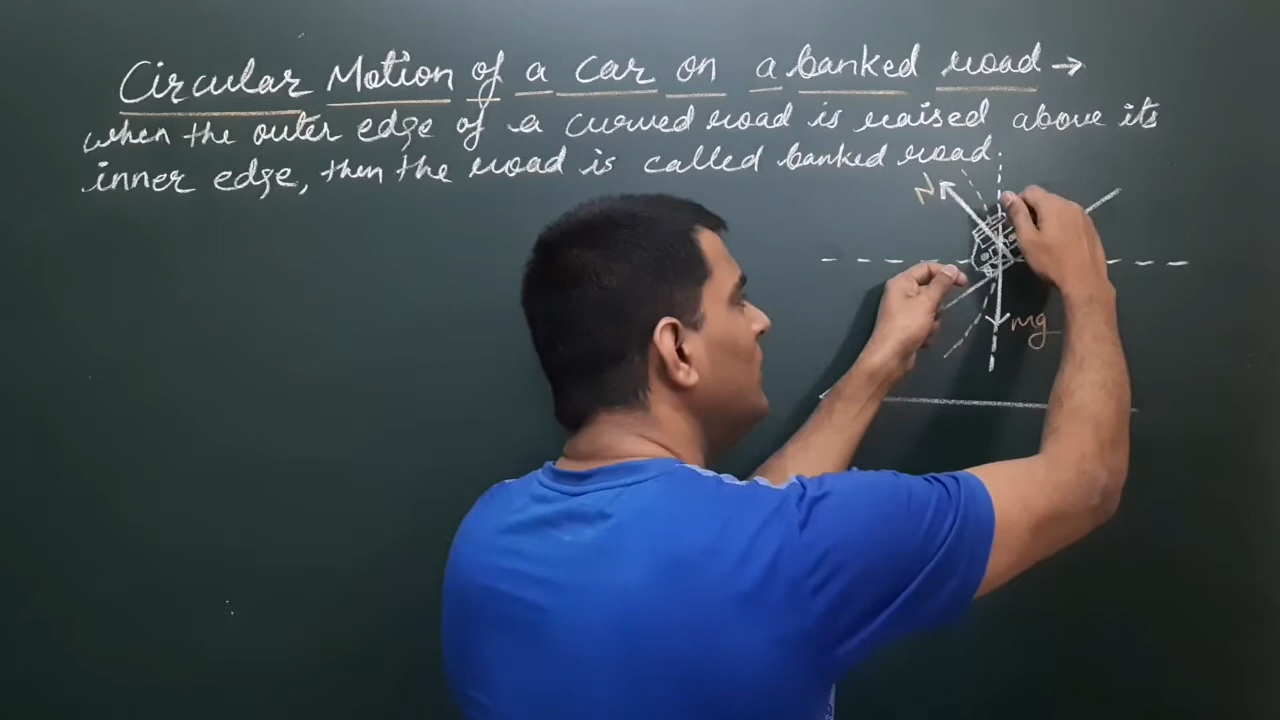 Circular Motion of a car on a banked road →
when the outer edge of a curved road is raised above its
inner edge, then the road is called banked road.
N
mg